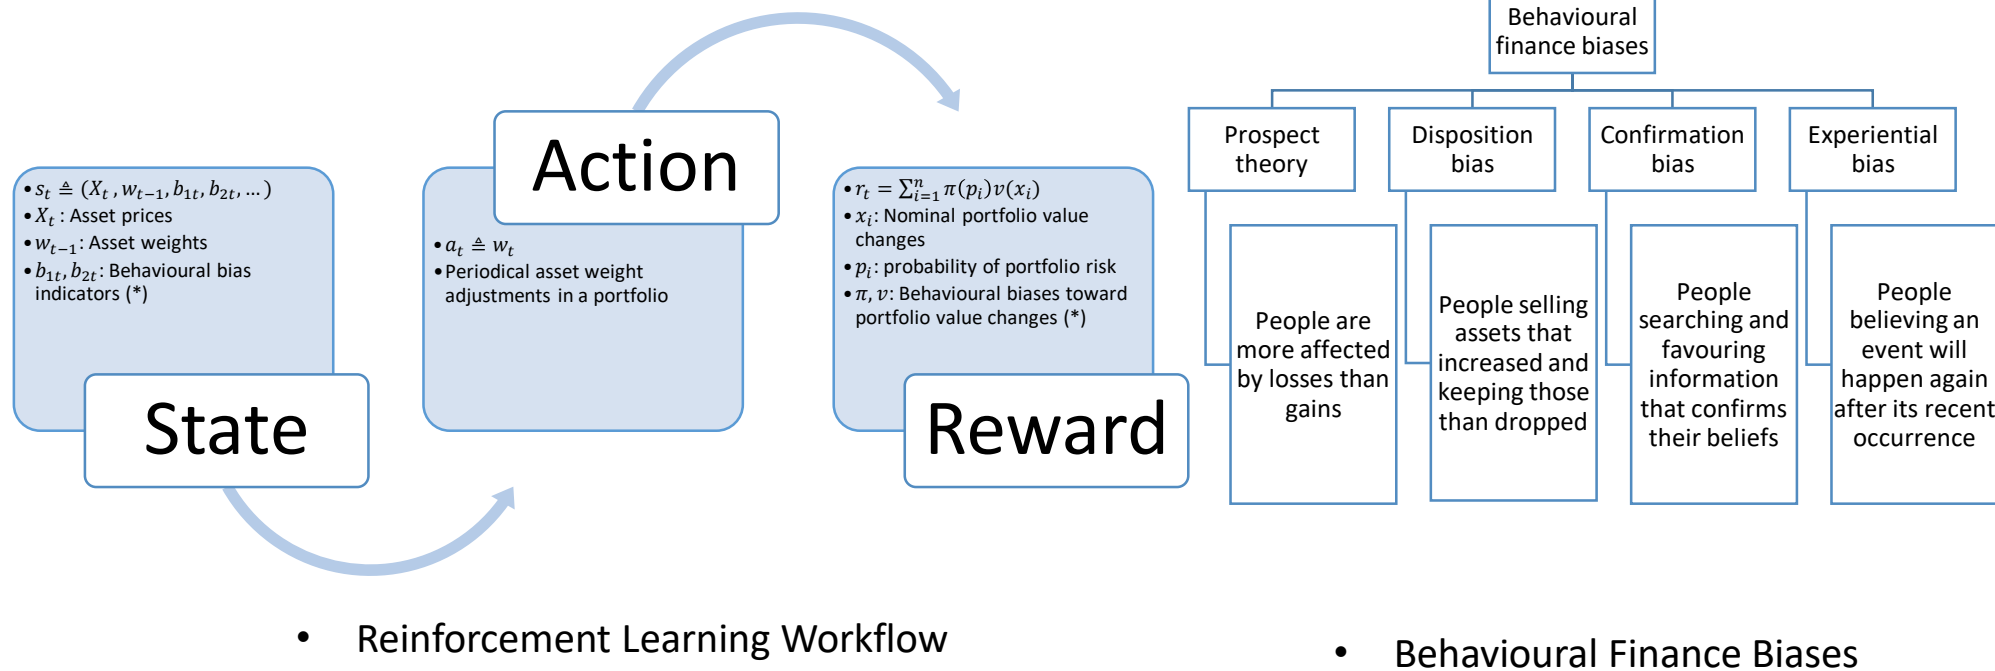 • s_t ≜ (X_t, w_{t−1}, b_{1t}, b_{2t}, … )
• X_t : Asset prices
• w_{t−1}: Asset weights
• b_{1t}, b_{2t}: Behavioural bias
indicators (*)
State
Action
• a_t ≜ w_t
• Periodical asset weight
adjustments in a portfolio
• r_t = ∑_{i=1}^{n} π(p_i)v(x_i)
• x_i: Nominal portfolio value
changes
• p_i: probability of portfolio risk
• π, v: Behavioural biases toward
portfolio value changes (*)
Reward
• Reinforcement Learning Workflow
Behavioural
finance biases
Prospect
theory
People are
more affected
by losses than
gains
Disposition
bias
People selling
assets that
increased and
keeping those
than dropped
Confirmation
bias
People
searching and
favouring
information
that confirms
their beliefs
Experiential
bias
People
believing an
event will
happen again
after its recent
occurrence
• Behavioural Finance Biases